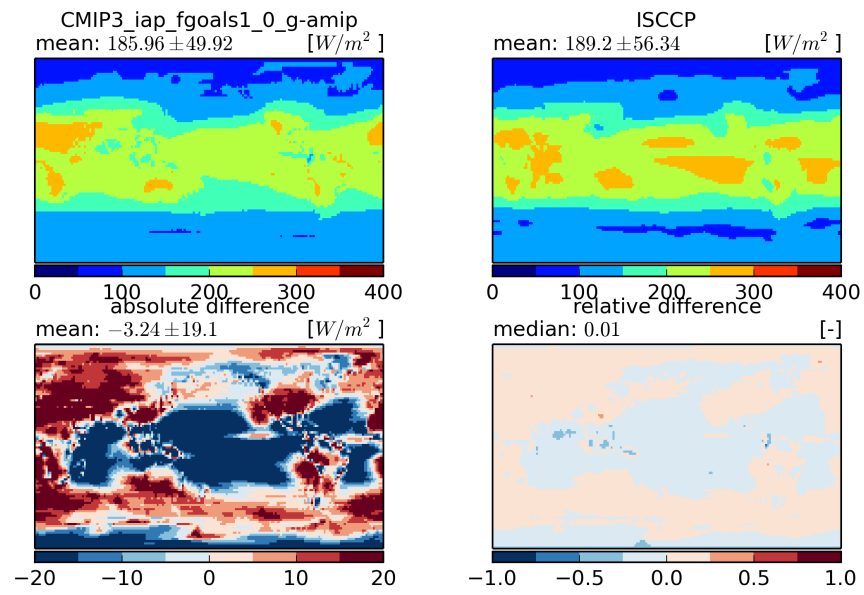 CMIP3_iap_fgoals1_0_g-amip
mean: 185.96±49.92 [W/m² ]
0 100 200 300 400
ISCCP
mean: 189.2±56.34 [W/m² ]
0 100 200 300 400
absolute difference
mean: −3.24±19.1 [W/m² ]
−20 −10 0 10 20
relative difference
median: 0.01 [-]
−1.0 −0.5 0.0 0.5 1.0